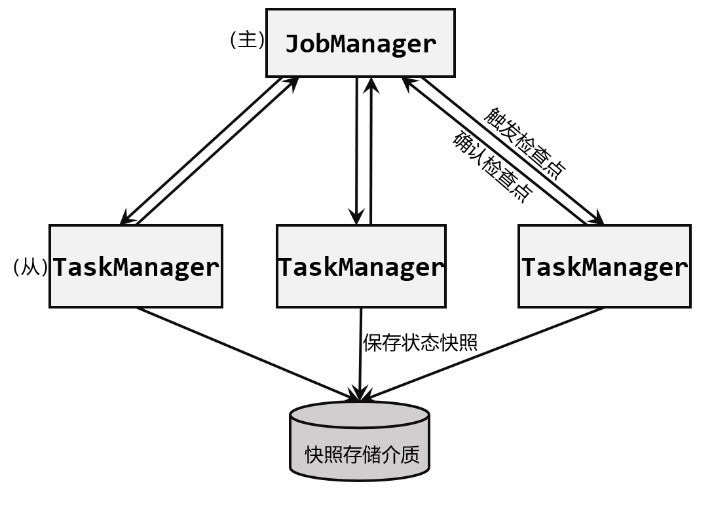 (主)
JobManager
触发检查点
确认检查点
(从)
TaskManager
TaskManager
TaskManager
保存状态快照
快照存储介质